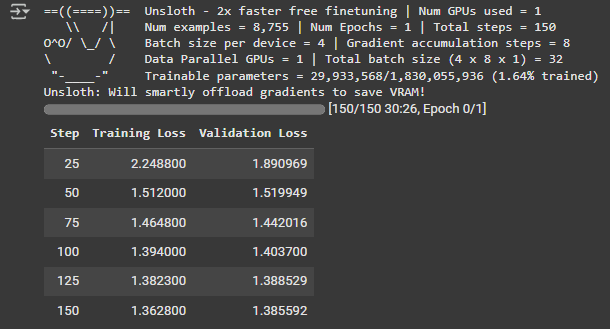 ==((====))==  Unsloth - 2x faster free finetuning | Num GPUs used = 1
   \\   /|    Num examples = 8,755 | Num Epochs = 1 | Total steps = 150
O^O/ \_/ \    Batch size per device = 4 | Gradient accumulation steps = 8
\        /    Data Parallel GPUs = 1 | Total batch size (4 x 8 x 1) = 32
 "-____-"     Trainable parameters = 29,933,568/1,830,055,936 (1.64% trained)
Unsloth: Will smartly offload gradients to save VRAM!
[150/150 30:26, Epoch 0/1]
Step Training Loss Validation Loss
25 2.248800 1.890969
50 1.512000 1.519949
75 1.464800 1.442016
100 1.394000 1.403700
125 1.382300 1.388529
150 1.362800 1.385592